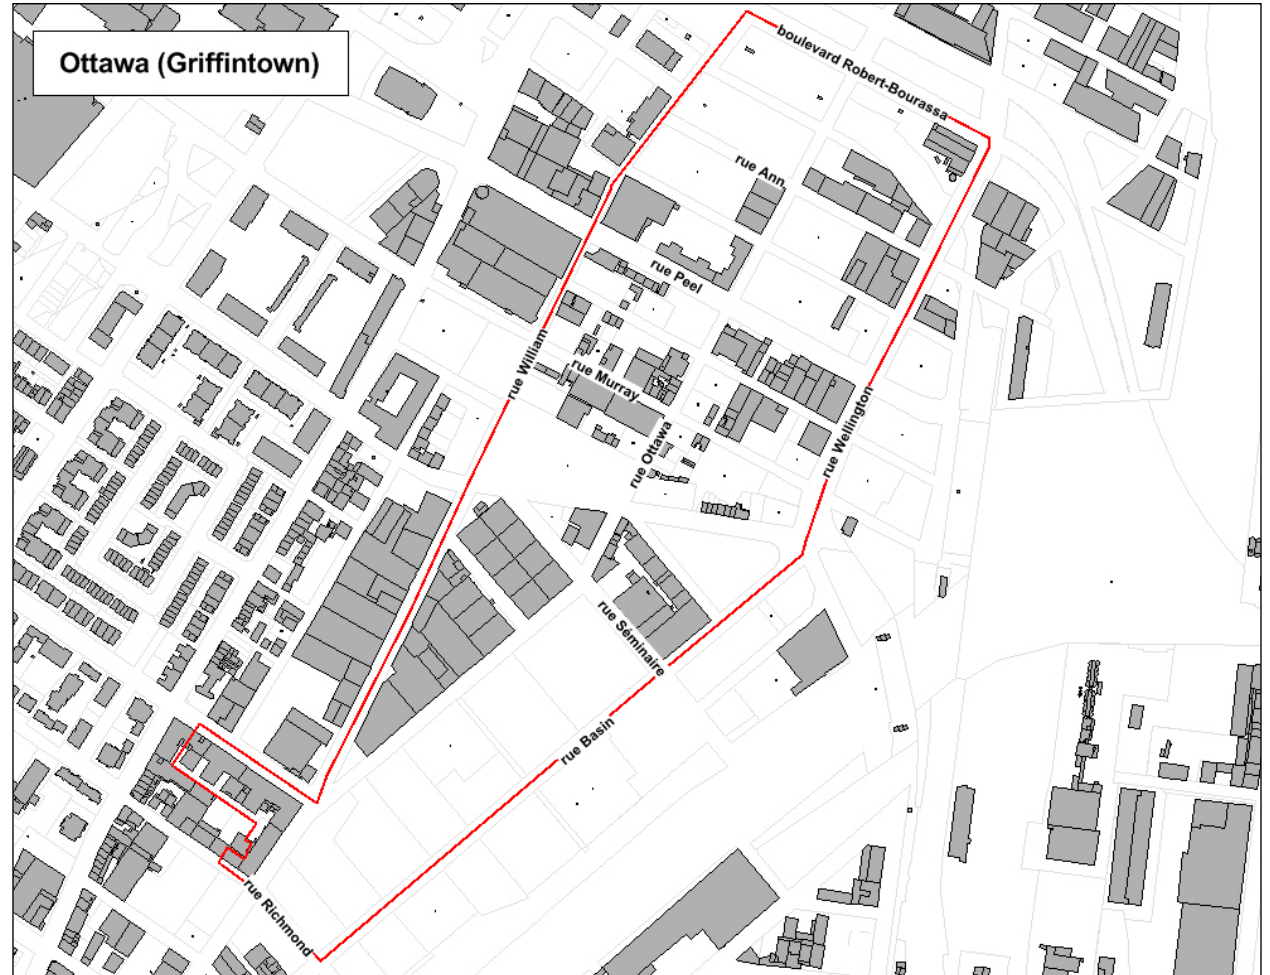 Ottawa (Griffintown)
boulevard Robert-Bourassa
rue Ann
rue Peel
rue William
rue Murray
rue Ottawa
rue Wellington
rue Séminaire
rue Basin
rue Richmond